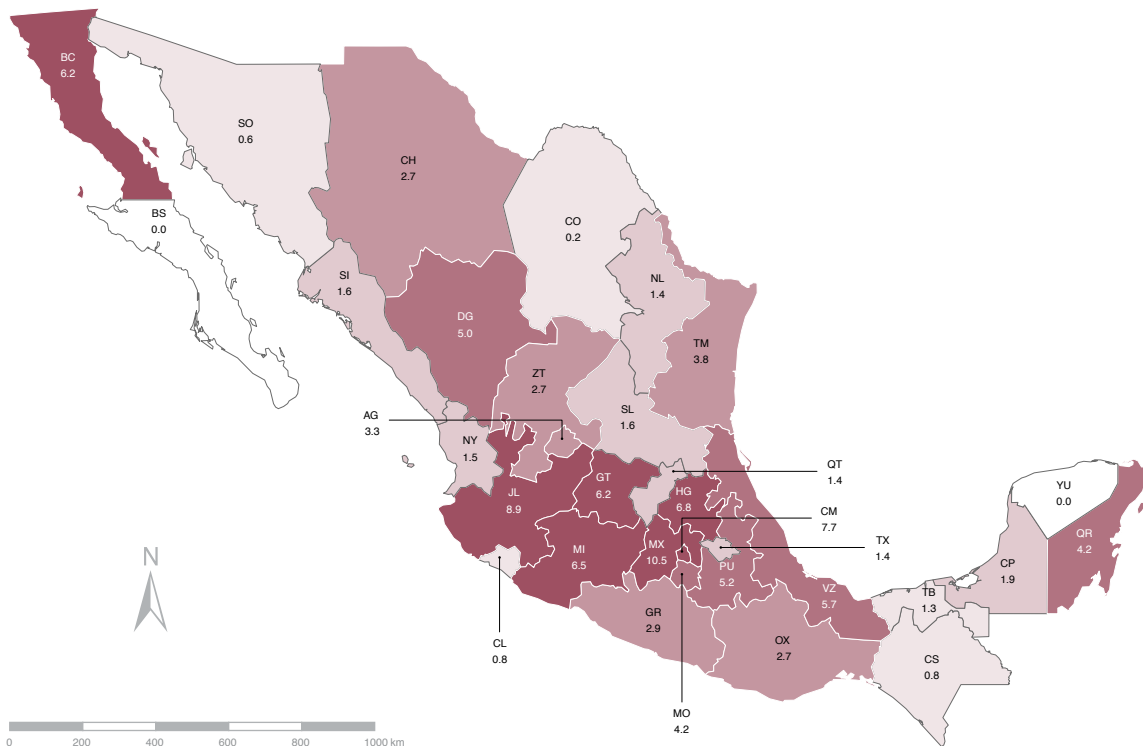 BC
6.2
SO
0.6
CH
2.7
BS
0.0
CO
0.2
SI
1.6
NL
1.4
DG
5.0
TM
3.8
ZT
2.7
SL
1.6
AG
3.3
NY
1.5
QT
1.4
JL
8.9
GT
6.2
HG
6.8
YU
0.0
CM
7.7
QR
4.2
MI
6.5
MX
10.5
TX
1.4
PU
5.2
CP
1.9
VZ
5.7
TB
1.3
N
GR
2.9
OX
2.7
CL
0.8
CS
0.8
MO
4.2
0 200 400 600 800 1000 km